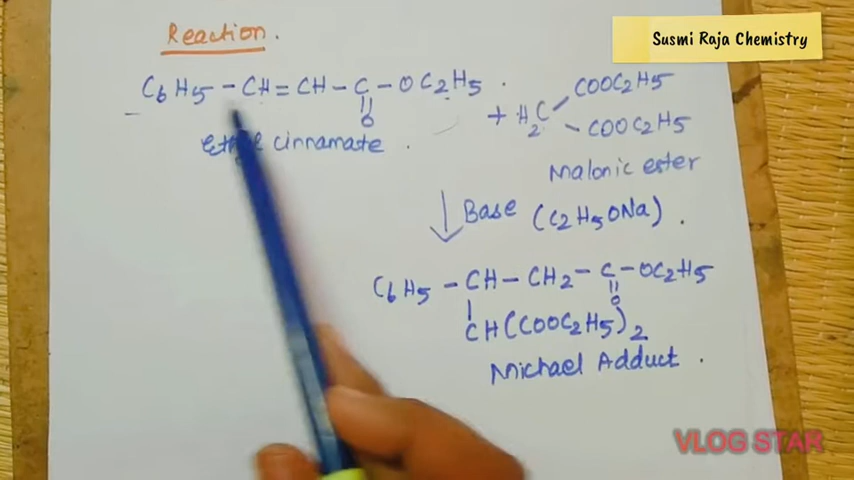 Susmi Raja Chemistry
Reaction.
C6H5 - CH = CH - C - OC2H5 .
||
O
Ethyl cinnamate .
+ H2C
COOC2H5
COOC2H5
Malonic ester
↓ Base (C2H5ONa) .
C6H5 - CH - CH2 - C - OC2H5
| ||
O
CH(COOC2H5)2
Michael Adduct .
VLOG STAR